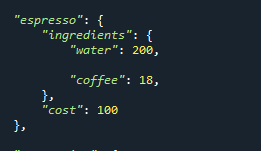 "espresso": {
    "ingredients": {
        "water": 200,
        "coffee": 18,
    },
    "cost": 100
},